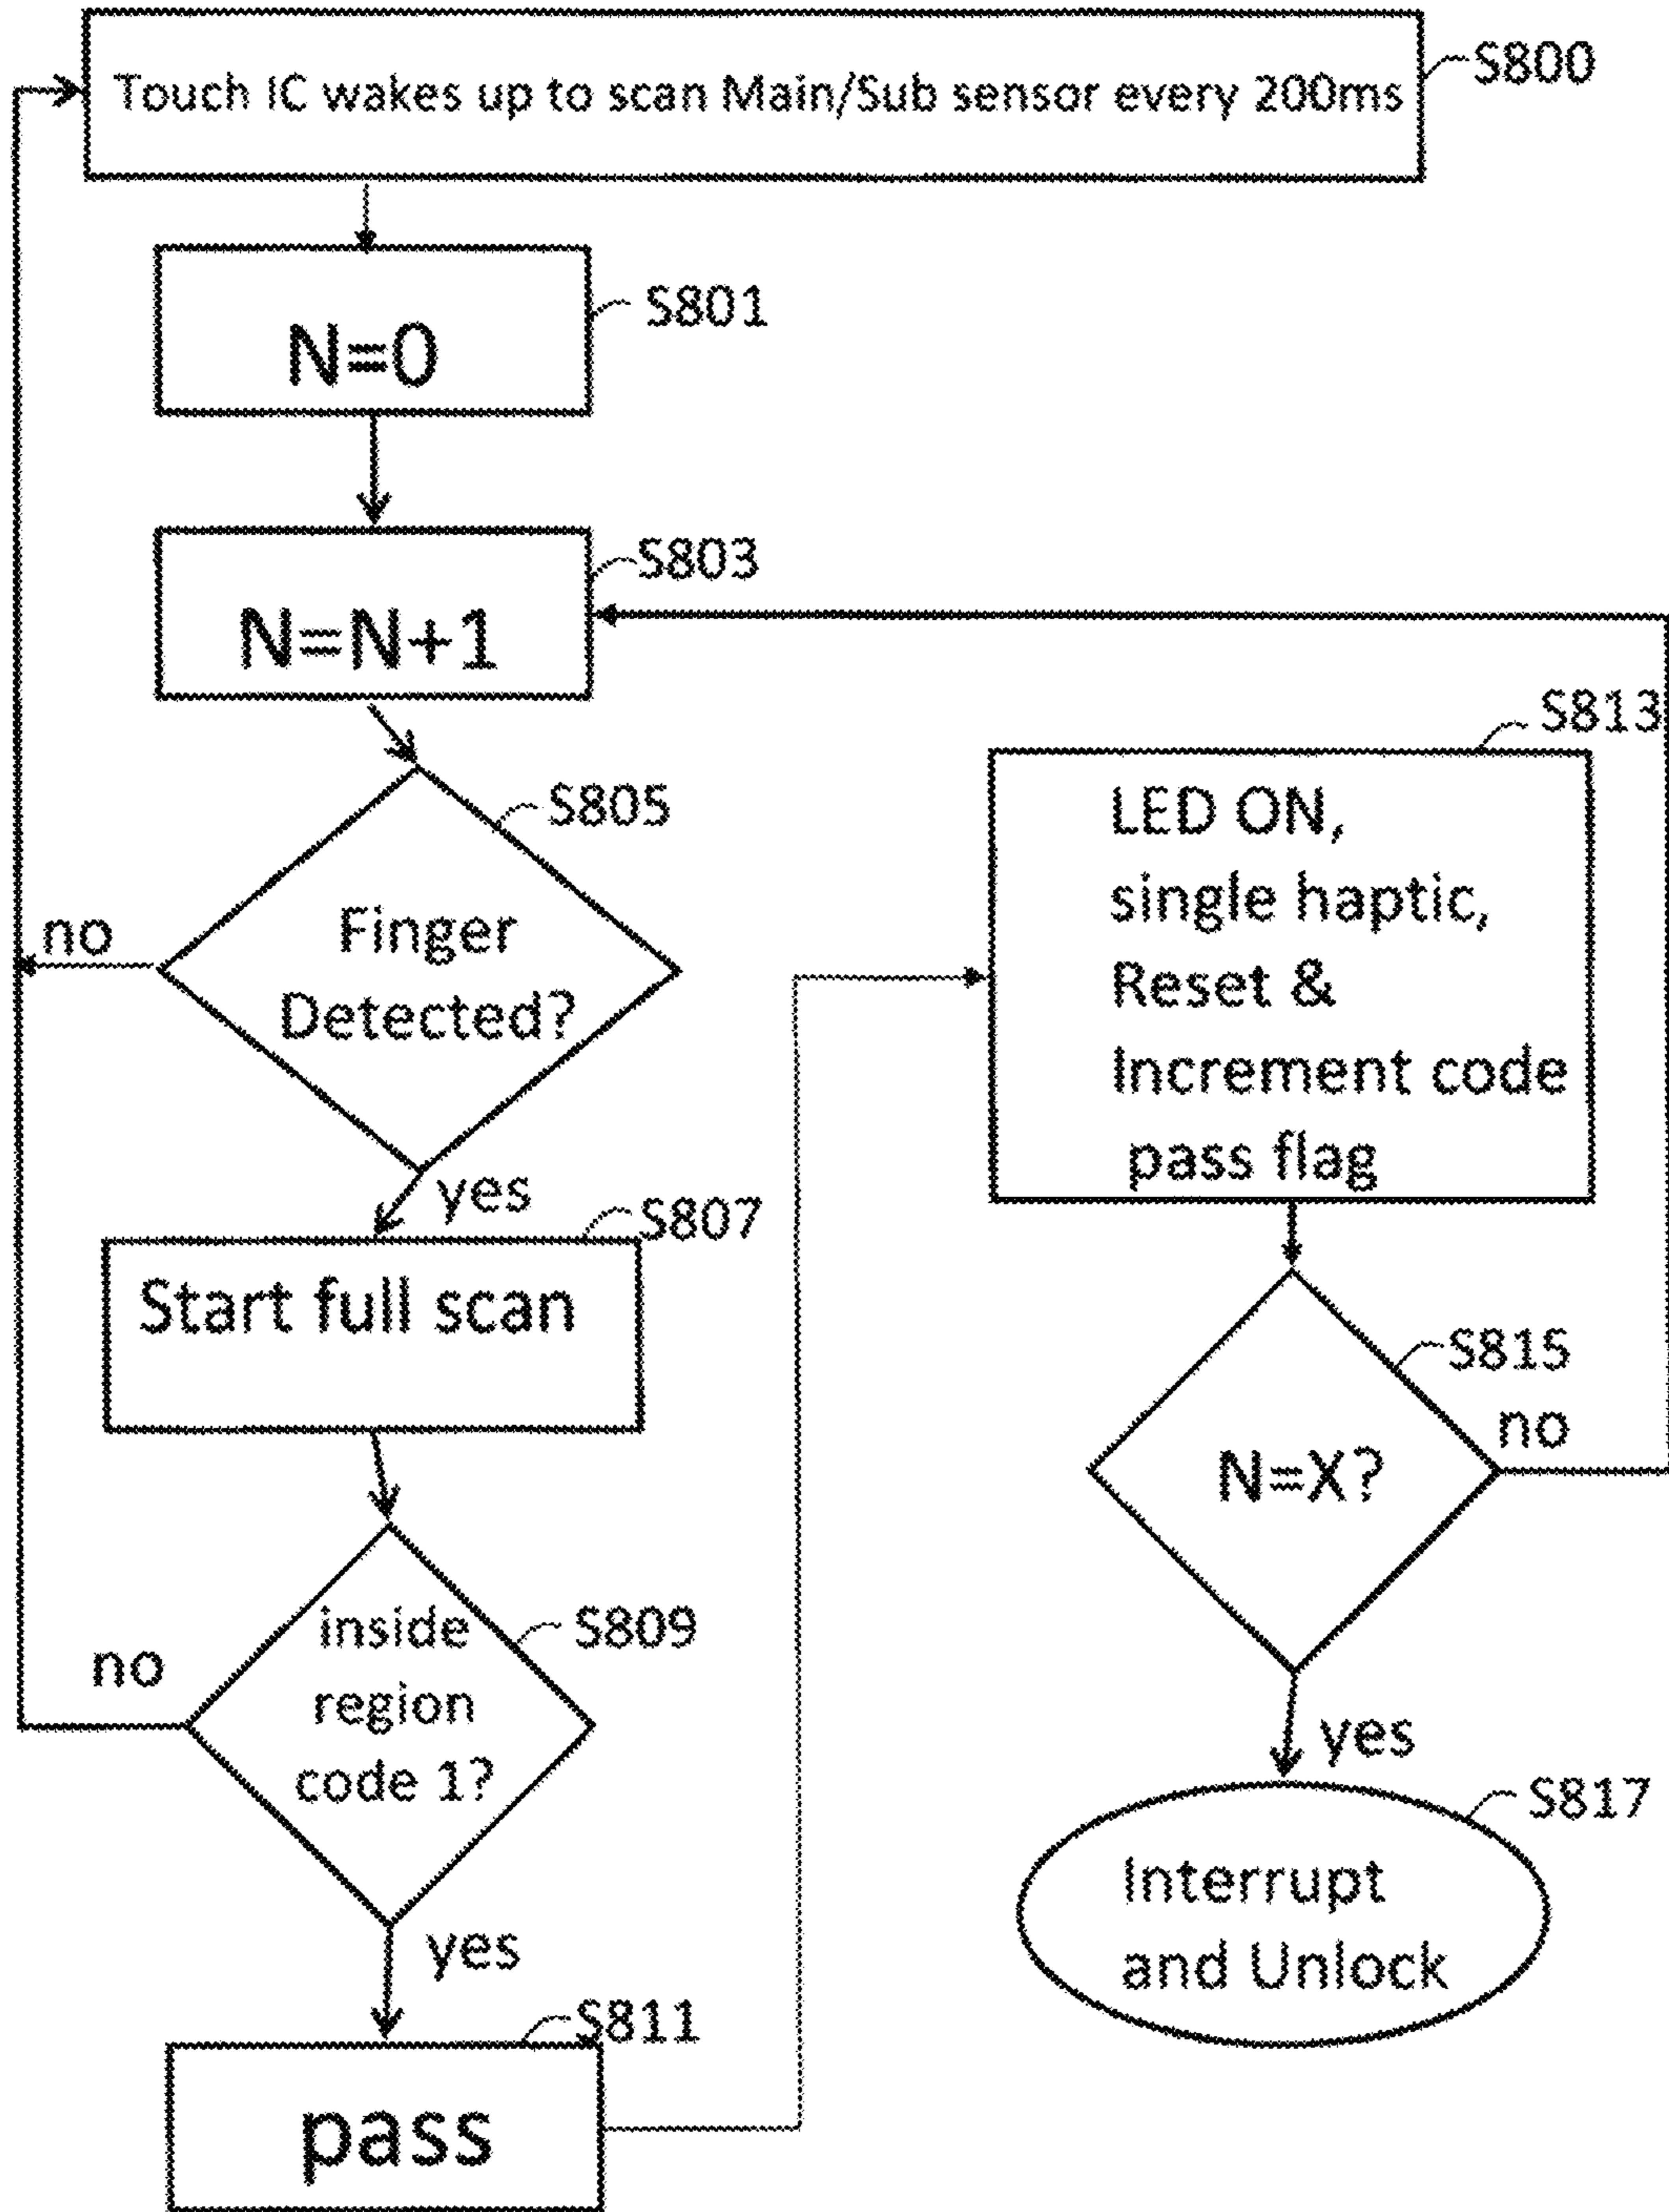 Touch IC wakes up to scan Main/Sub sensor every 200ms
S800
N=0
S801
N=N+1
S803
Finger
Detected?
S805
no
yes
Start full scan
S807
inside
region
code 1?
S809
no
yes
pass
S811
LED ON,
single haptic,
Reset &
Increment code
pass flag
S813
N=X?
S815
no
yes
Interrupt
and Unlock
S817